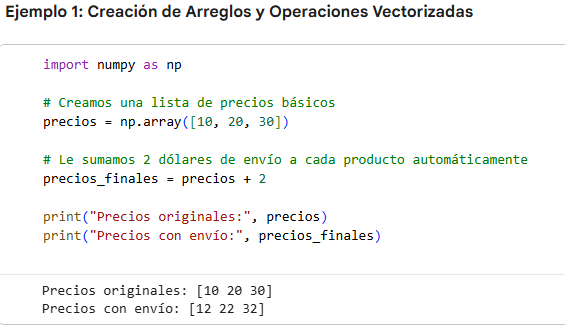 Ejemplo 1: Creación de Arreglos y Operaciones Vectorizadas
import numpy as np
# Creamos una lista de precios básicos
precios = np.array([10, 20, 30])
# Le sumamos 2 dólares de envío a cada producto automáticamente
precios_finales = precios + 2
print("Precios originales:", precios)
print("Precios con envío:", precios_finales)
Precios originales: [10 20 30]
Precios con envío: [12 22 32]